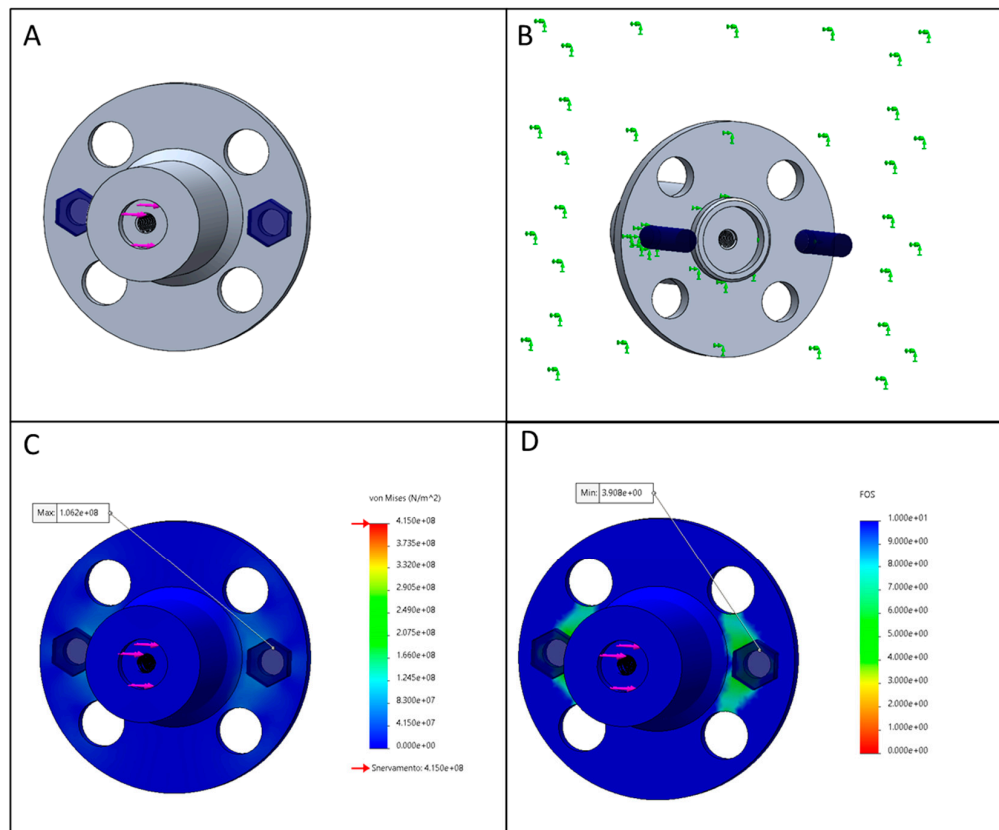 A
B
C
Max: 1.062e+08
von Mises (N/m^2)
4.150e+08
3.735e+08
3.320e+08
2.905e+08
2.490e+08
2.075e+08
1.660e+08
1.245e+08
8.300e+07
4.150e+07
0.000e+00
Snervamento: 4.150e+08
D
Min: 3.908e+00
FOS
1.000e+01
9.000e+00
8.000e+00
7.000e+00
6.000e+00
5.000e+00
4.000e+00
3.000e+00
2.000e+00
1.000e+00
0.000e+00